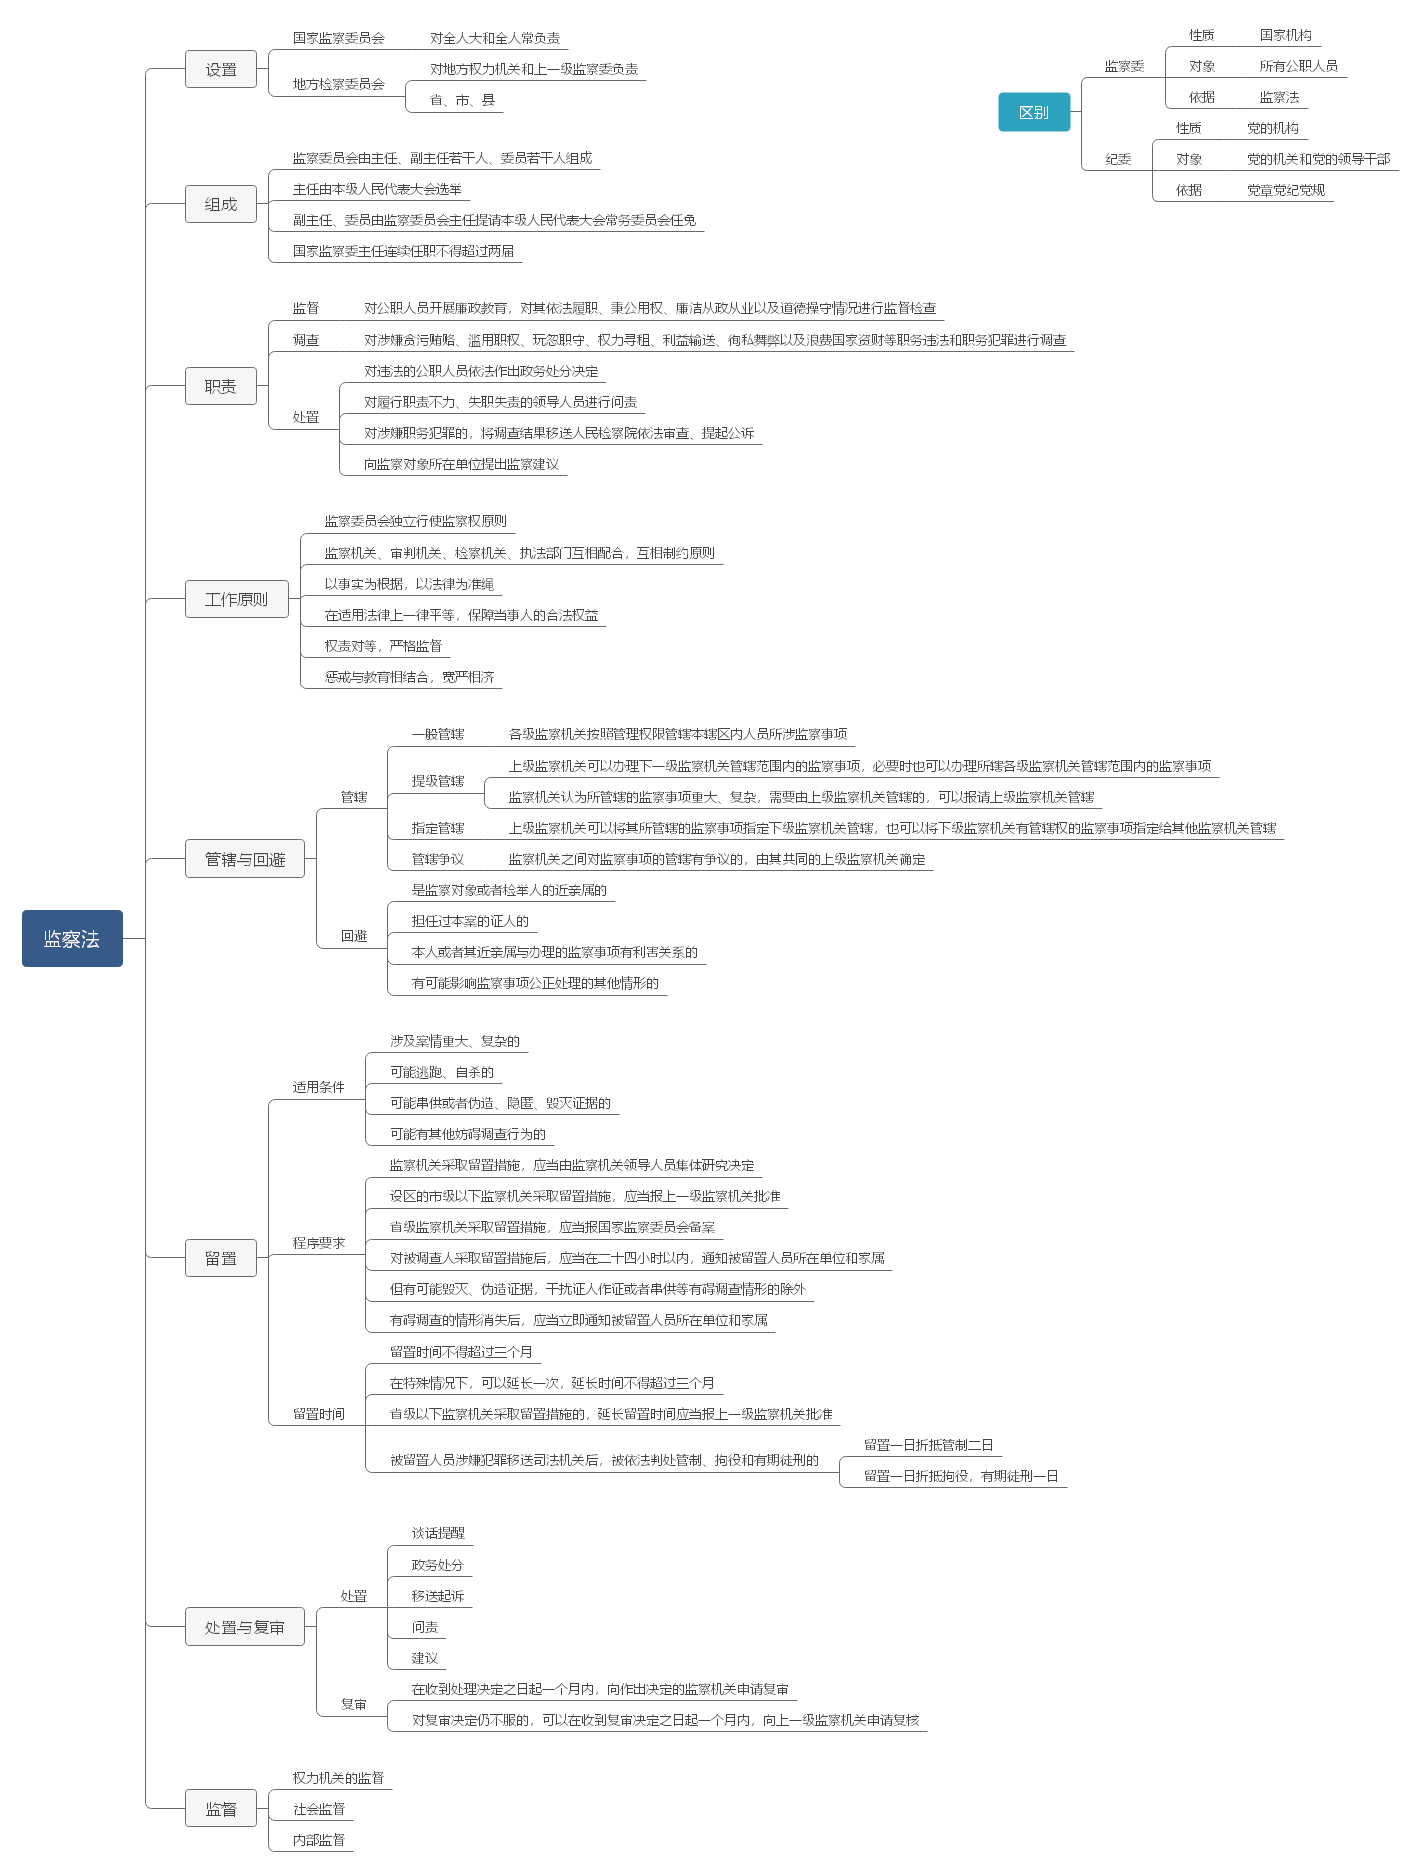 监察法
设置
国家监察委员会
对全人大和全人常负责
地方检察委员会
对地方权力机关和上一级监察委负责
省、市、县
组成
监察委员会由主任、副主任若干人、委员若干人组成
主任由本级人民代表大会选举
副主任、委员由监察委员会主任提请本级人民代表大会常务委员会任免
国家监察委主任连续任职不得超过两届
职责
监督
对公职人员开展廉政教育，对其依法履职、秉公用权、廉洁从政从业以及道德操守情况进行监督检查
调查
对涉嫌贪污贿赂、滥用职权、玩忽职守、权力寻租、利益输送、徇私舞弊以及浪费国家资财等职务违法和职务犯罪进行调查
处置
对违法的公职人员依法作出政务处分决定
对履行职责不力、失职失责的领导人员进行问责
对涉嫌职务犯罪的，将调查结果移送人民检察院依法审查、提起公诉
向监察对象所在单位提出监察建议
工作原则
监察委员会独立行使监察权原则
监察机关、审判机关、检察机关、执法部门互相配合，互相制约原则
以事实为根据，以法律为准绳
在适用法律上一律平等，保障当事人的合法权益
权责对等，严格监督
惩戒与教育相结合，宽严相济
管辖与回避
管辖
一般管辖
各级监察机关按照管理权限管辖本辖区内人员所涉监察事项
提级管辖
上级监察机关可以办理下一级监察机关管辖范围内的监察事项，必要时也可以办理所辖各级监察机关管辖范围内的监察事项
监察机关认为所管辖的监察事项重大、复杂，需要由上级监察机关管辖的，可以报请上级监察机关管辖
指定管辖
上级监察机关可以将其所管辖的监察事项指定下级监察机关管辖，也可以将下级监察机关有管辖权的监察事项指定给其他监察机关管辖
管辖争议
监察机关之间对监察事项的管辖有争议的，由其共同的上级监察机关确定
回避
是监察对象或者检举人的近亲属的
担任过本案的证人的
本人或者其近亲属与办理的监察事项有利害关系的
有可能影响监察事项公正处理的其他情形的
留置
适用条件
涉及案情重大、复杂的
可能逃跑、自杀的
可能串供或者伪造、隐匿、毁灭证据的
可能有其他妨碍调查行为的
程序要求
监察机关采取留置措施，应当由监察机关领导人员集体研究决定
设区的市级以下监察机关采取留置措施，应当报上一级监察机关批准
省级监察机关采取留置措施，应当报国家监察委员会备案
对被调查人采取留置措施后，应当在二十四小时以内，通知被留置人员所在单位和家属
但有可能毁灭、伪造证据，干扰证人作证或者串供等有碍调查情形的除外
有碍调查的情形消失后，应当立即通知被留置人员所在单位和家属
留置时间
留置时间不得超过三个月
在特殊情况下，可以延长一次，延长时间不得超过三个月
省级以下监察机关采取留置措施的，延长留置时间应当报上一级监察机关批准
被留置人员涉嫌犯罪移送司法机关后，被依法判处管制、拘役和有期徒刑的
留置一日折抵管制二日
留置一日折抵拘役，有期徒刑一日
处置与复审
处置
谈话提醒
政务处分
移送起诉
问责
建议
复审
在收到处理决定之日起一个月内，向作出决定的监察机关申请复审
对复审决定仍不服的，可以在收到复审决定之日起一个月内，向上一级监察机关申请复核
监督
权力机关的监督
社会监督
内部监督
区别
监察委
性质
国家机构
对象
所有公职人员
依据
监察法
纪委
性质
党的机构
对象
党的机关和党的领导干部
依据
党章党纪党规